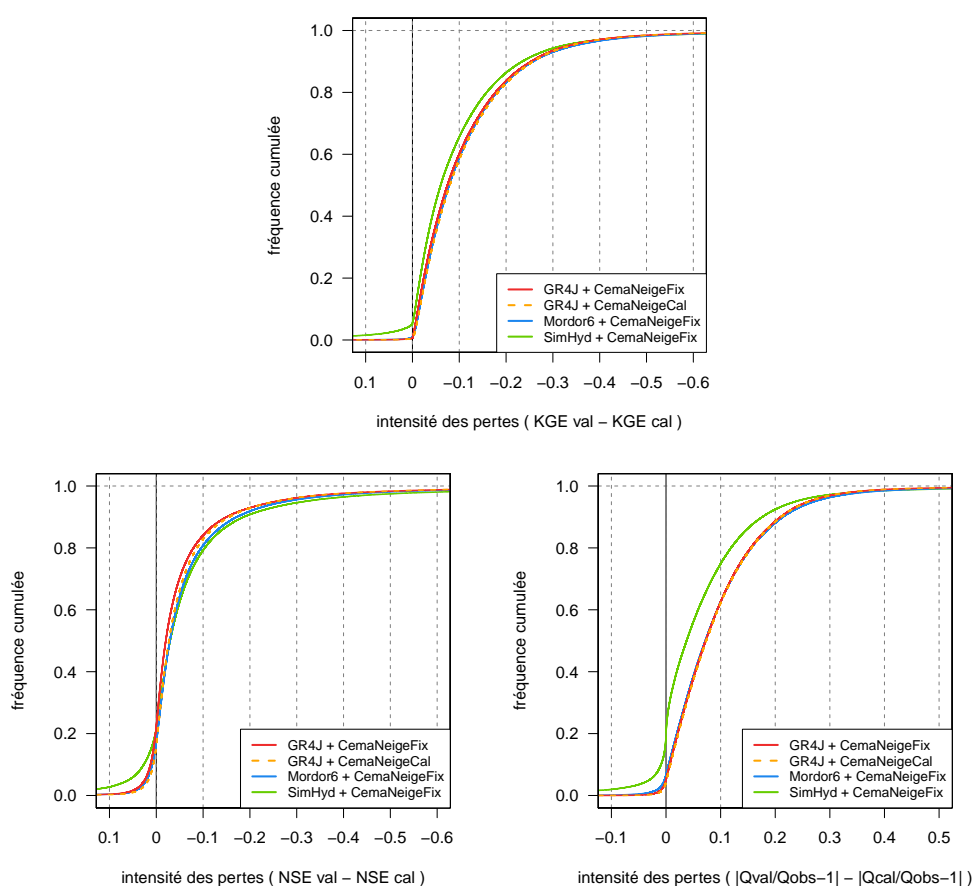 1.0
0.8
0.6
0.4
0.2
0.0
fréquence cumulée
GR4J + CemaNeigeFix
GR4J + CemaNeigeCal
Mordor6 + CemaNeigeFix
SimHyd + CemaNeigeFix
0.1 0 −0.1 −0.2 −0.3 −0.4 −0.5 −0.6
intensité des pertes ( KGE val − KGE cal )
1.0
0.8
0.6
0.4
0.2
0.0
fréquence cumulée
GR4J + CemaNeigeFix
GR4J + CemaNeigeCal
Mordor6 + CemaNeigeFix
SimHyd + CemaNeigeFix
0.1 0 −0.1 −0.2 −0.3 −0.4 −0.5 −0.6
intensité des pertes ( NSE val − NSE cal )
1.0
0.8
0.6
0.4
0.2
0.0
fréquence cumulée
GR4J + CemaNeigeFix
GR4J + CemaNeigeCal
Mordor6 + CemaNeigeFix
SimHyd + CemaNeigeFix
−0.1 0 0.1 0.2 0.3 0.4 0.5
intensité des pertes ( |Qval/Qobs−1| − |Qcal/Qobs−1| )